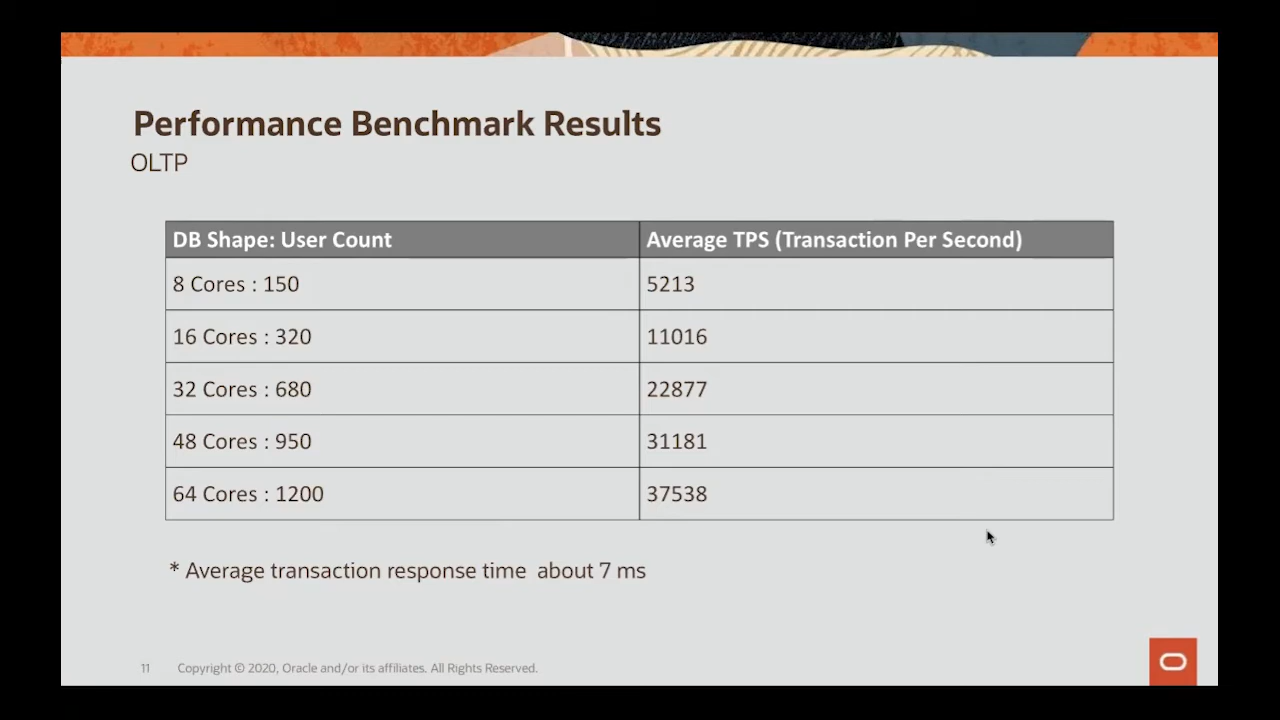 Performance Benchmark Results
OLTP
DB Shape: User Count Average TPS (Transaction Per Second)
8 Cores : 150 5213
16 Cores : 320 11016
32 Cores : 680 22877
48 Cores : 950 31181
64 Cores : 1200 37538
* Average transaction response time about 7 ms
11 Copyright © 2020, Oracle and/or its affiliates. All Rights Reserved.